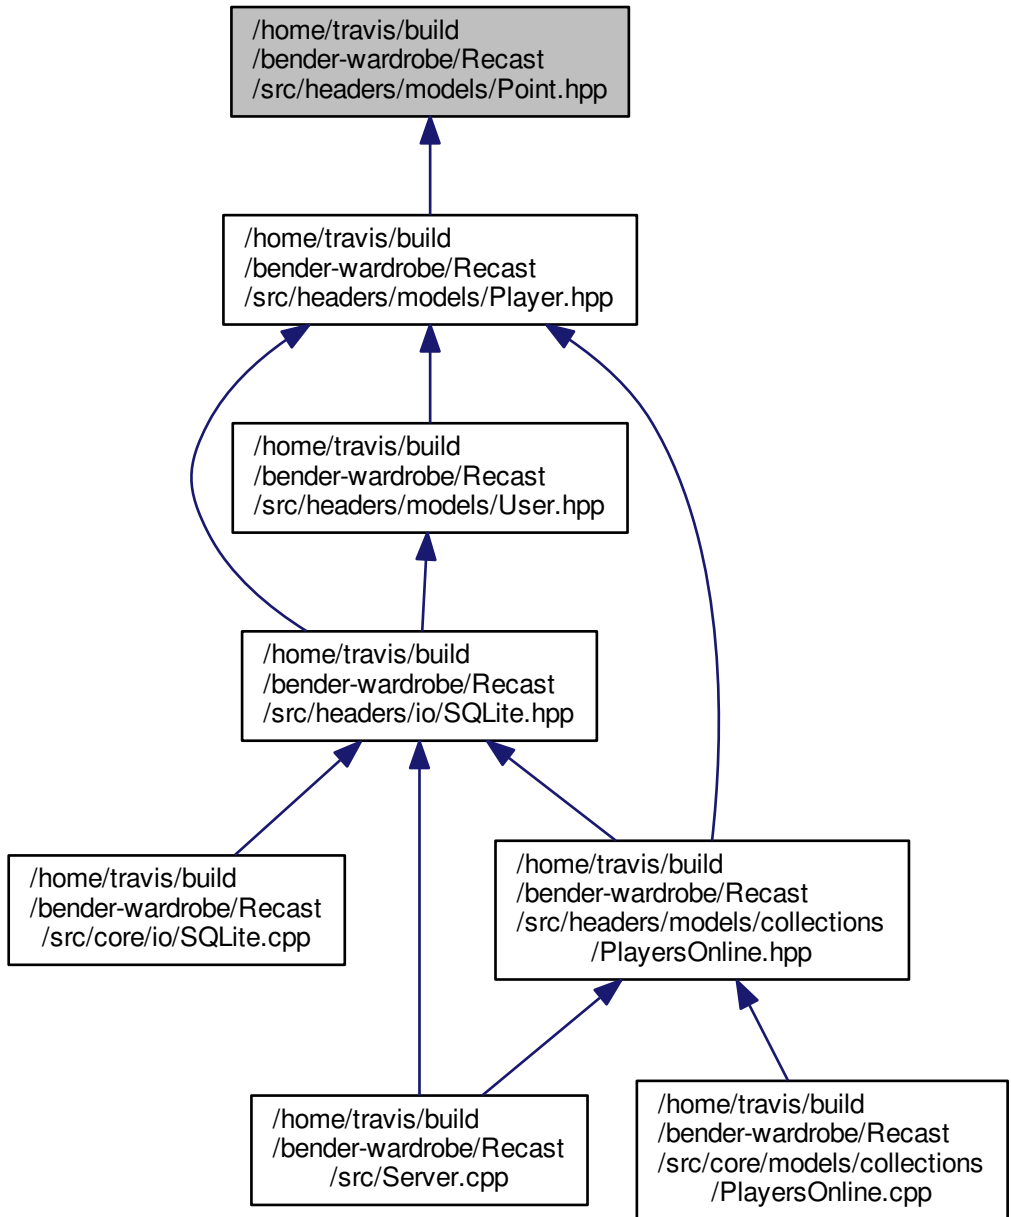 /home/travis/build
/bender-wardrobe/Recast
/src/headers/models/Point.hpp
/home/travis/build
/bender-wardrobe/Recast
/src/headers/models/Player.hpp
/home/travis/build
/bender-wardrobe/Recast
/src/headers/models/User.hpp
/home/travis/build
/bender-wardrobe/Recast
/src/headers/io/SQLite.hpp
/home/travis/build
/bender-wardrobe/Recast
/src/core/io/SQLite.cpp
/home/travis/build
/bender-wardrobe/Recast
/src/headers/models/collections
/PlayersOnline.hpp
/home/travis/build
/bender-wardrobe/Recast
/src/Server.cpp
/home/travis/build
/bender-wardrobe/Recast
/src/core/models/collections
/PlayersOnline.cpp